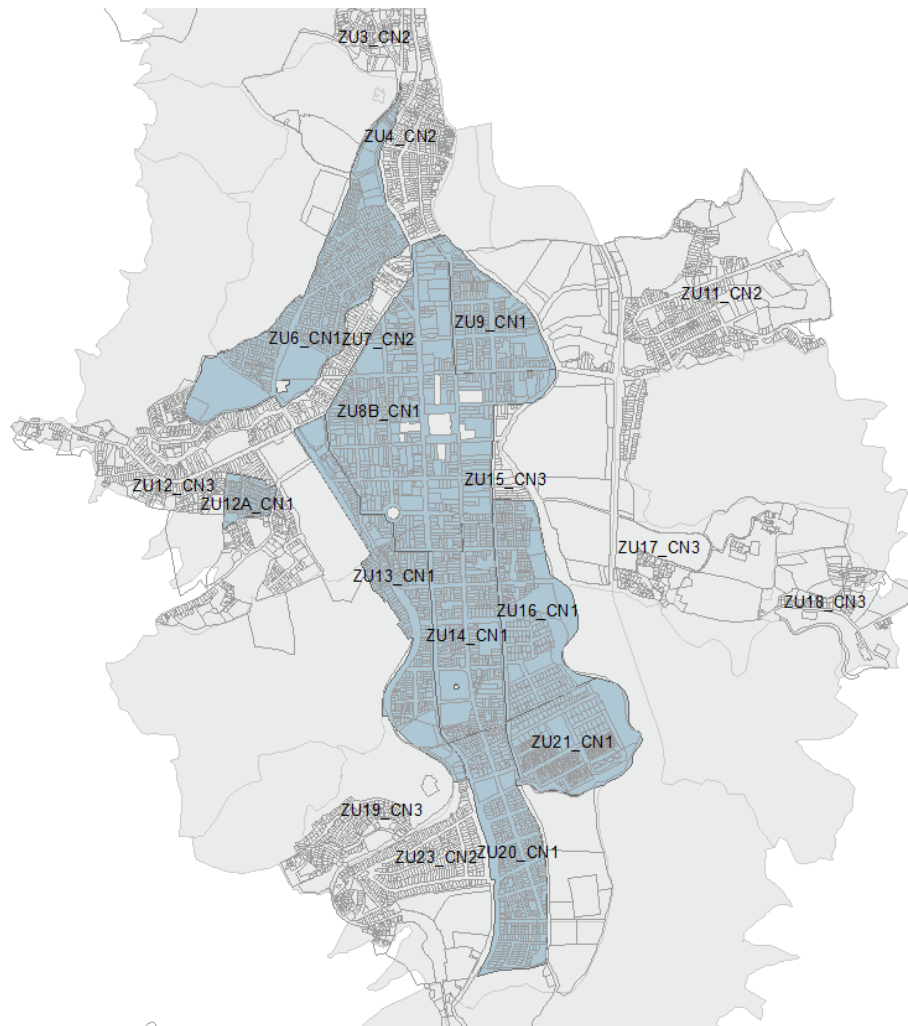 ZU3_CN2
ZU4_CN2
ZU11_CN2
ZU9_CN1
ZU6_CN1
ZU7_CN2
ZU8B_CN1
ZU15_CN3
ZU12_CN3
ZU12A_CN1
ZU17_CN3
ZU13_CN1
ZU18_CN3
ZU16_CN1
ZU14_CN1
ZU21_CN1
ZU19_CN3
ZU23_CN2
ZU20_CN1